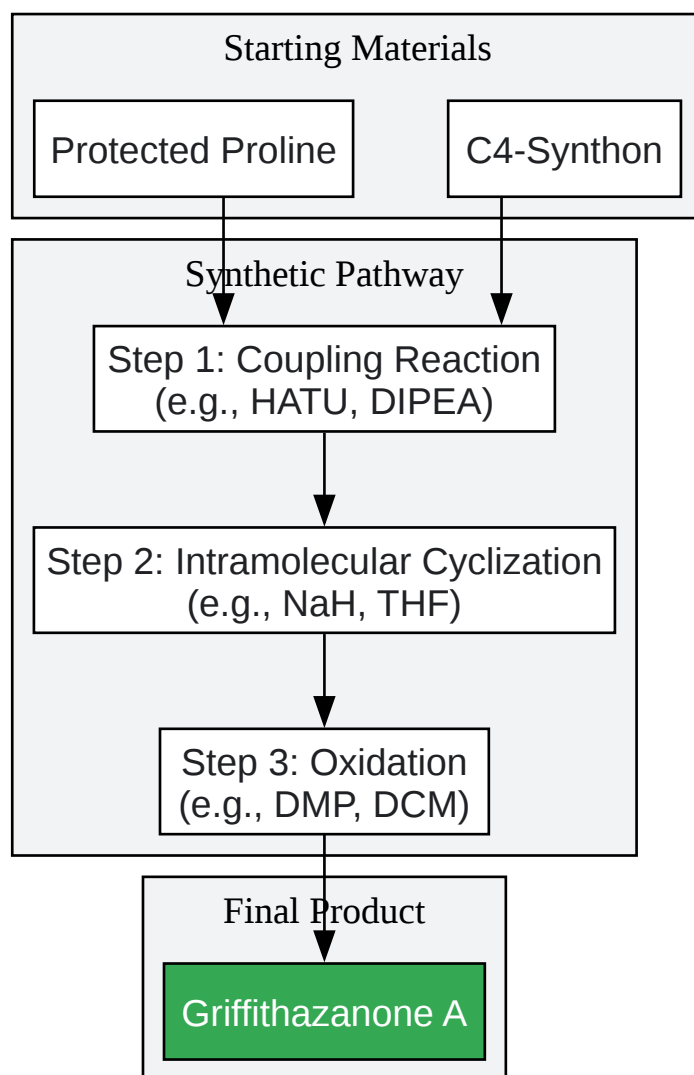 Starting Materials
Protected Proline
C4-Synthon
Synthetic Pathway
Step 1: Coupling Reaction
(e.g., HATU, DIPEA)
Step 2: Intramolecular Cyclization
(e.g., NaH, THF)
Step 3: Oxidation
(e.g., DMP, DCM)
Final Product
Griffithazanone A